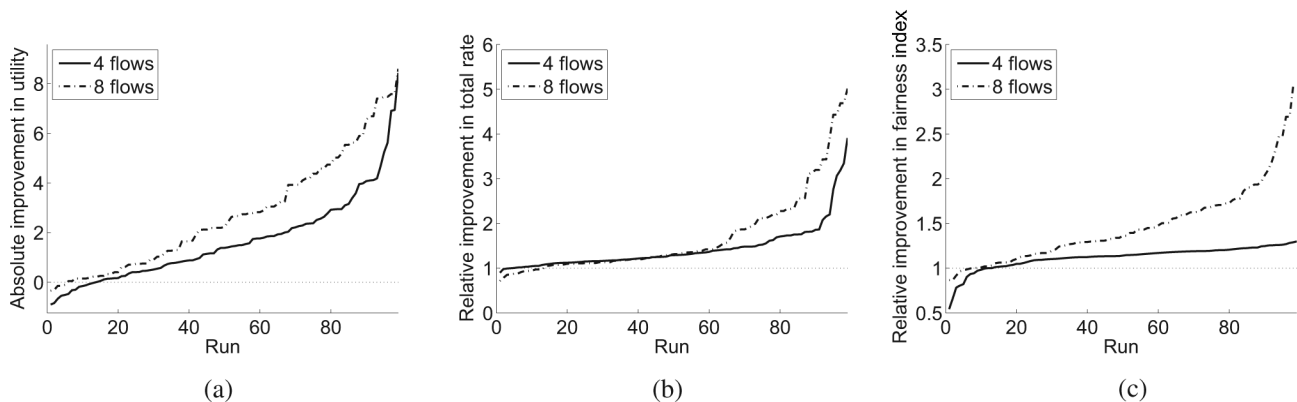 Absolute improvement in utility
8
6
4
2
0
4 flows
8 flows
0 20 40 60 80
Run
(a)
Relative improvement in total rate
6
5
4
3
2
1
0
4 flows
8 flows
0 20 40 60 80
Run
(b)
Relative improvement in fairness index
3.5
3
2.5
2
1.5
1
0.5
4 flows
8 flows
0 20 40 60 80
Run
(c)